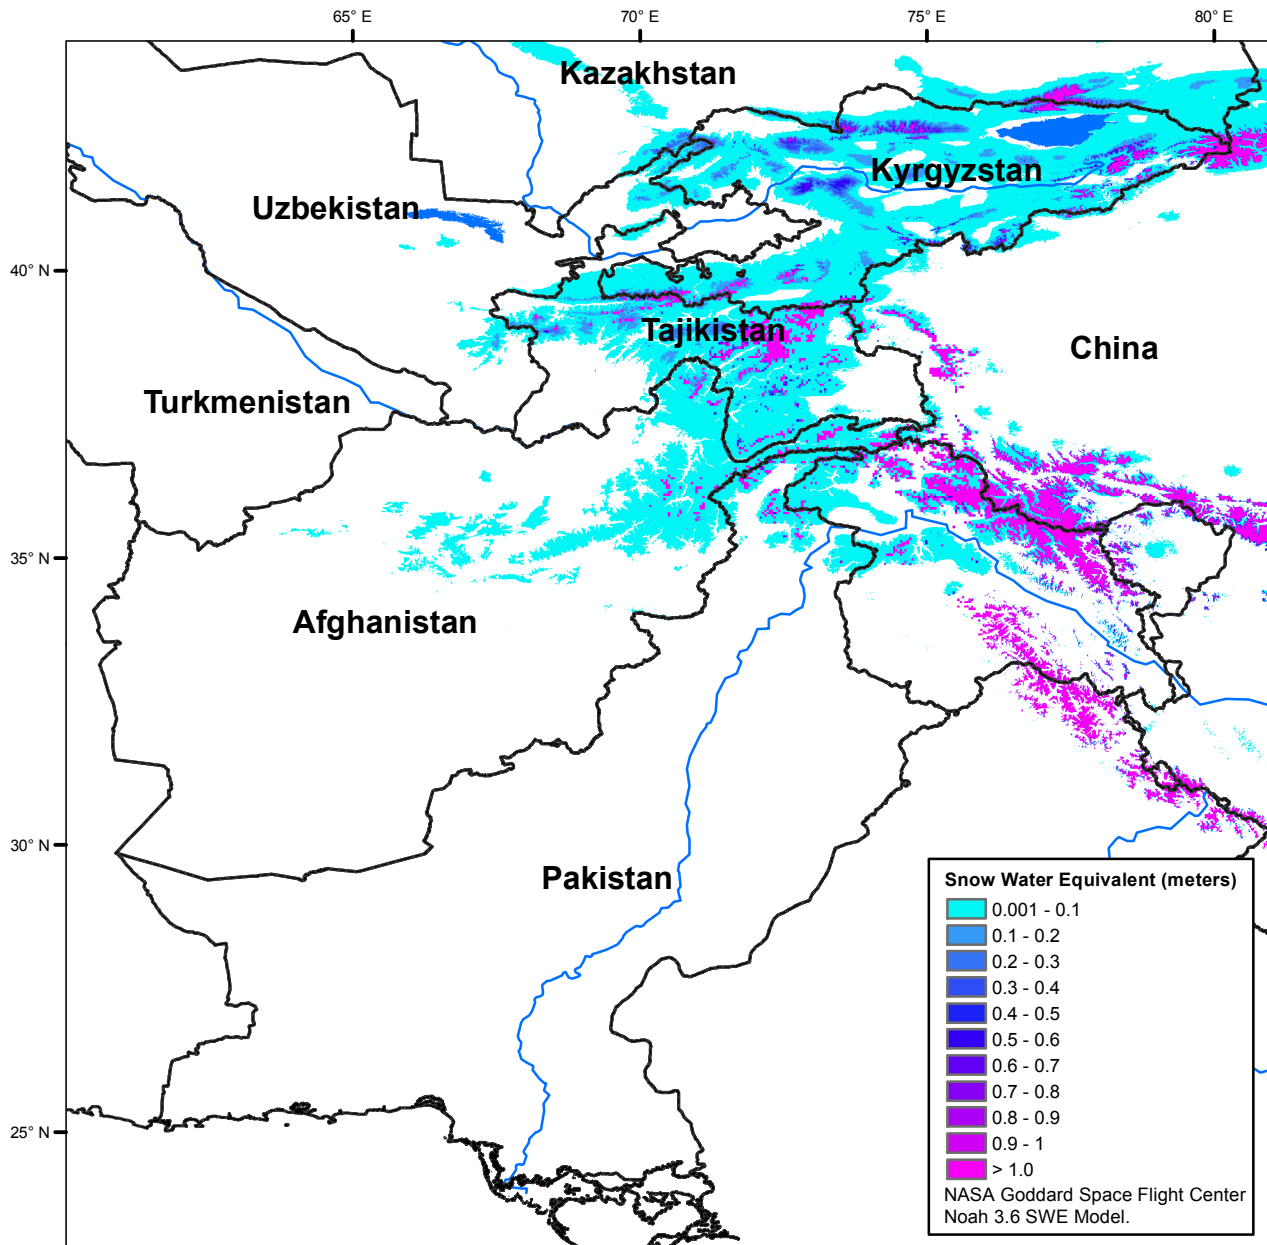 65° E
70° E
75° E
80° E
Kazakhstan
Kyrgyzstan
Uzbekistan
40° N
Tajikistan
China
Turkmenistan
35° N
Afghanistan
30° N
Pakistan
25° N
Snow Water Equivalent (meters)
0.001 - 0.1
0.1 - 0.2
0.2 - 0.3
0.3 - 0.4
0.4 - 0.5
0.5 - 0.6
0.6 - 0.7
0.7 - 0.8
0.8 - 0.9
0.9 - 1
> 1.0
NASA Goddard Space Flight Center
Noah 3.6 SWE Model.